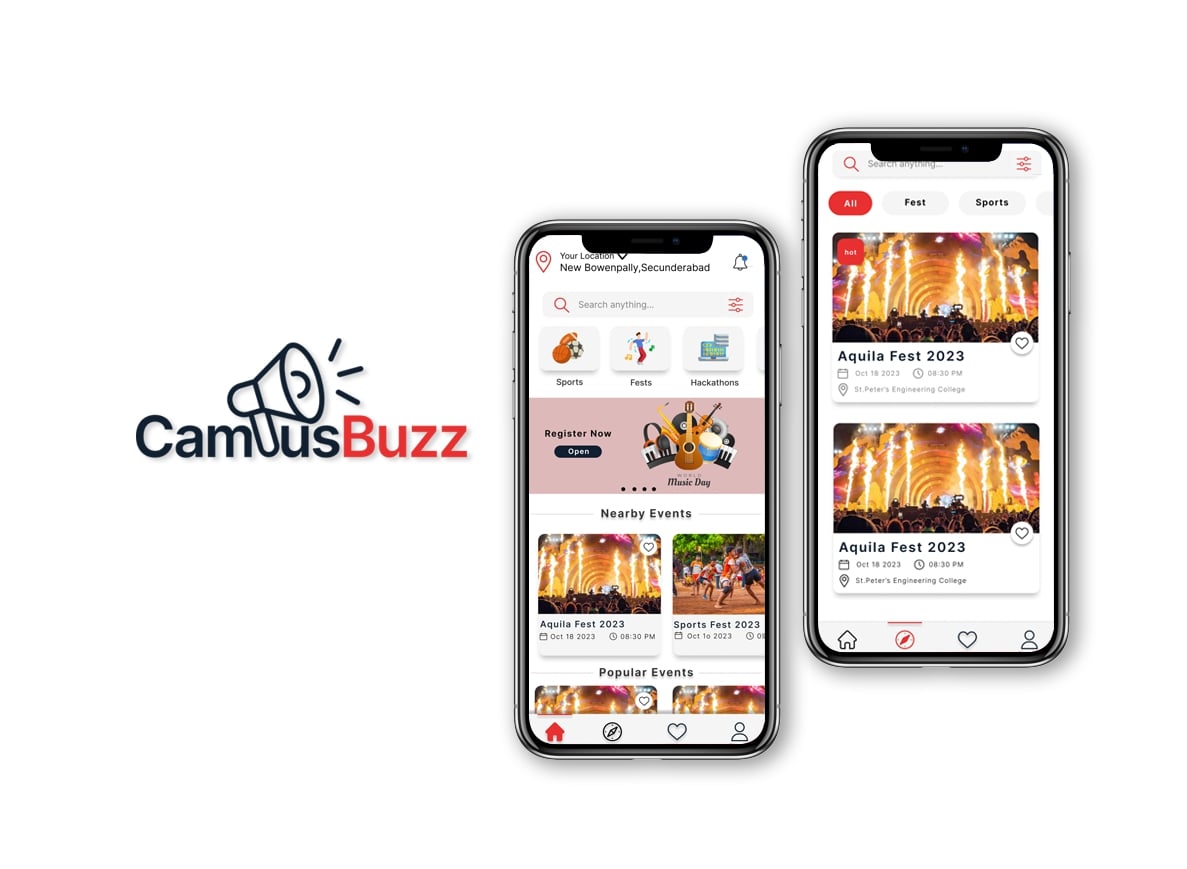 CampusBuzz
Your Location
New Bowenpally,Secunderabad
Search anything...
Sports
Fests
Hackathons
Register Now
Open
WORLD
Music Day
Nearby Events
Aquila Fest 2023
Oct 18 2023
08:30 PM
Sports Fest 2023
Oct 1o 2023
Popular Events
Search anything...
All
Fest
Sports
hot
Aquila Fest 2023
Oct 18 2023
08:30 PM
St.Peter's Engineering College
Aquila Fest 2023
Oct 18 2023
08:30 PM
St.Peter's Engineering College